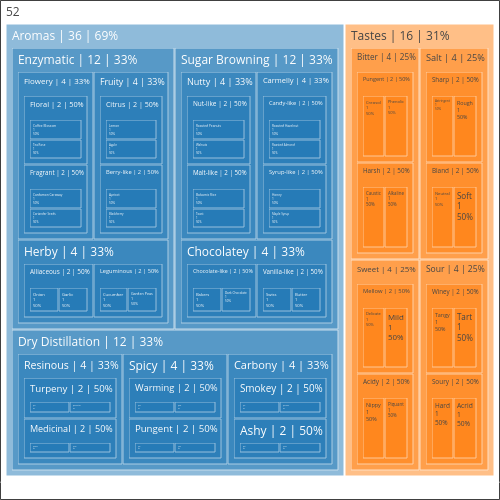 52
Aromas | 36 | 69%
Enzymatic | 12 | 33%
Flowery | 4 | 33%
Floral | 2 | 50%
Coffee Blossom
50%
Tea Rose
50%
Fragrant | 2 | 50%
Cardamom Caraway
50%
Coriander Seeds
50%
Fruity | 4 | 33%
Citrus | 2 | 50%
Lemon
50%
Apple
50%
Berry-like | 2 | 50%
Apricot
50%
Blackberry
50%
Herby | 4 | 33%
Alliaceous | 2 | 50%
Onion
1
50%
Garlic
1
50%
Leguminous | 2 | 50%
Cucumber
1
50%
Garden Peas
1
50%
Sugar Browning | 12 | 33%
Nutty | 4 | 33%
Nut-like | 2 | 50%
Roasted Peanuts
50%
Walnuts
50%
Malt-like | 2 | 50%
Balsamic Rice
50%
Toast
50%
Carmelly | 4 | 33%
Candy-like | 2 | 50%
Roasted Hazelnut
50%
Roasted Almond
50%
Syrup-like | 2 | 50%
Honey
50%
Maple Syrup
50%
Chocolatey | 4 | 33%
Chocolate-like | 2 | 50%
Bakers
1
50%
Dark Chocolate
1
50%
Vanilla-like | 2 | 50%
Swiss
1
50%
Butter
1
50%
Dry Distillation | 12 | 33%
Resinous | 4 | 33%
Turpeny | 2 | 50%
Medicinal | 2 | 50%
Spicy | 4 | 33%
Warming | 2 | 50%
Pungent | 2 | 50%
Carbony | 4 | 33%
Smokey | 2 | 50%
Ashy | 2 | 50%
Tastes | 16 | 31%
Bitter | 4 | 25%
Pungent | 2 | 50%
Creosol
1
50%
Phenolic
1
50%
Harsh | 2 | 50%
Caustic
1
50%
Alkaline
1
50%
Salt | 4 | 25%
Sharp | 2 | 50%
Astringent
1
50%
Rough
1
50%
Bland | 2 | 50%
Neutral
1
50%
Soft
1
50%
Sweet | 4 | 25%
Mellow | 2 | 50%
Delicate
1
50%
Mild
1
50%
Acidy | 2 | 50%
Nippy
1
50%
Piquant
1
50%
Sour | 4 | 25%
Winey | 2 | 50%
Tangy
1
50%
Tart
1
50%
Soury | 2 | 50%
Hard
1
50%
Acrid
1
50%